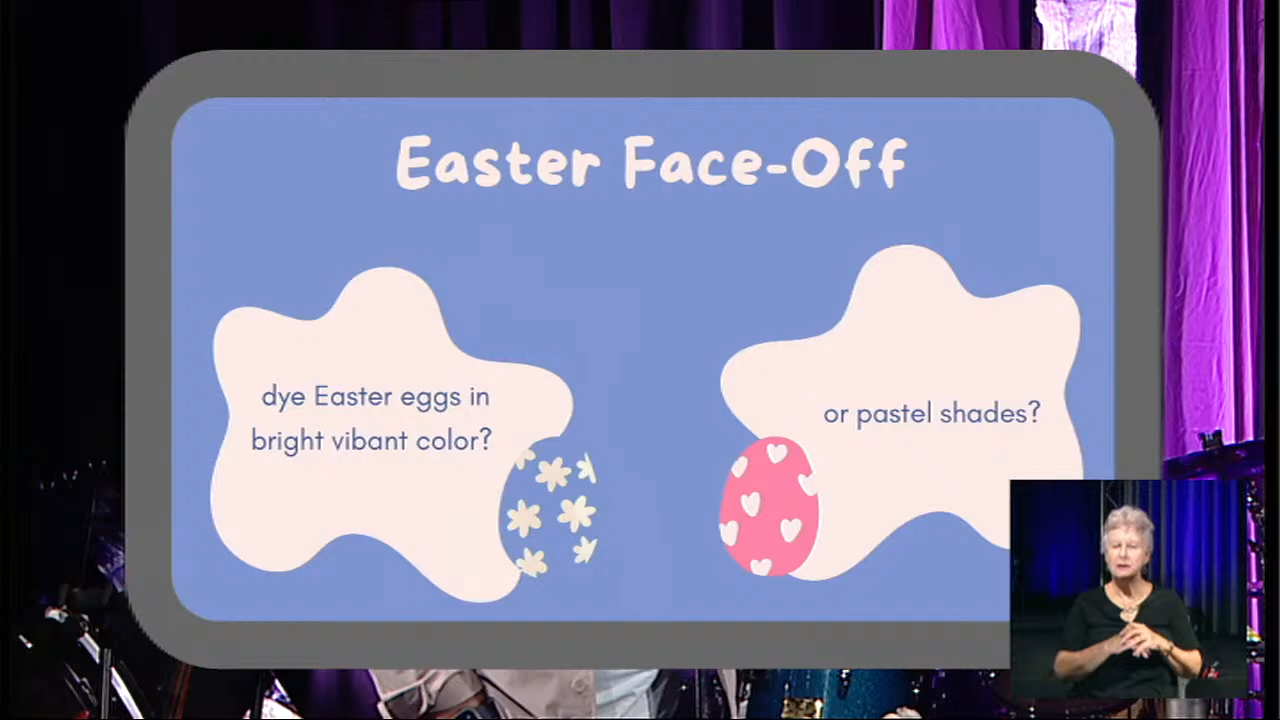 Easter Face-Off
dye Easter eggs in
bright vibant color?
or pastel shades?